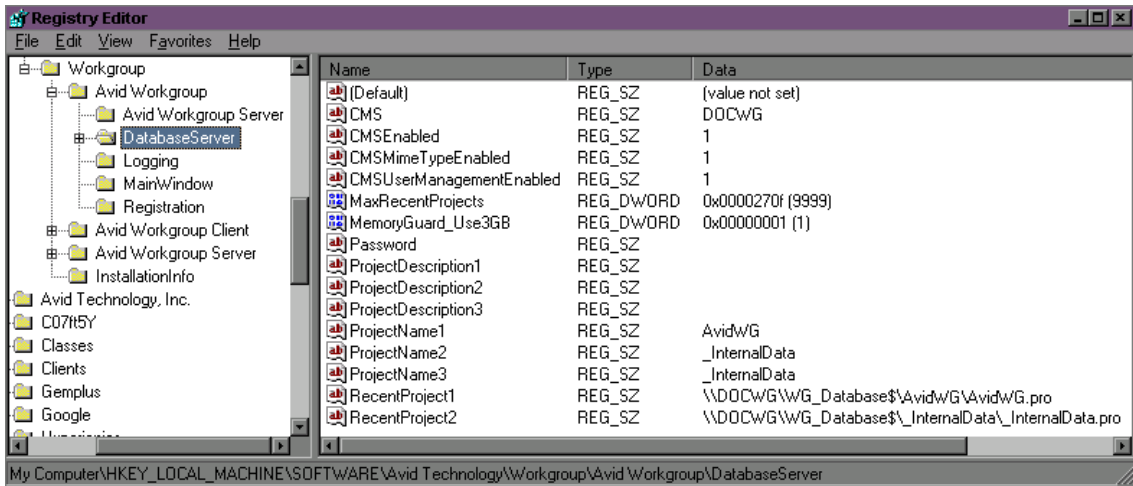 Registry Editor
File Edit View Favorites Help
Workgroup
Avid Workgroup
Avid Workgroup Server
DatabaseServer
Logging
MainWindow
Registration
Avid Workgroup Client
Avid Workgroup Server
InstallationInfo
Avid Technology, Inc.
C07ft5Y
Classes
Clients
Gemplus
Google
Name Type Data
(Default) REG_SZ (value not set)
CMS REG_SZ DOCWG
CMSEnabled REG_SZ 1
CMSMimeTypeEnabled REG_SZ 1
CMSUserManagementEnabled REG_SZ 1
MaxRecentProjects REG_DWORD 0x0000270f (9999)
MemoryGuard_Use3GB REG_DWORD 0x00000001 (1)
Password REG_SZ
ProjectDescription1 REG_SZ
ProjectDescription2 REG_SZ
ProjectDescription3 REG_SZ
ProjectName1 REG_SZ AvidWG
ProjectName2 REG_SZ _InternalData
ProjectName3 REG_SZ _InternalData
RecentProject1 REG_SZ \\DOCWG\WG_Database$\AvidWG\AvidWG.pro
RecentProject2 REG_SZ \\DOCWG\WG_Database$\_InternalData\_InternalData.pro
My Computer\HKEY_LOCAL_MACHINE\SOFTWARE\Avid Technology\Workgroup\Avid Workgroup\DatabaseServer